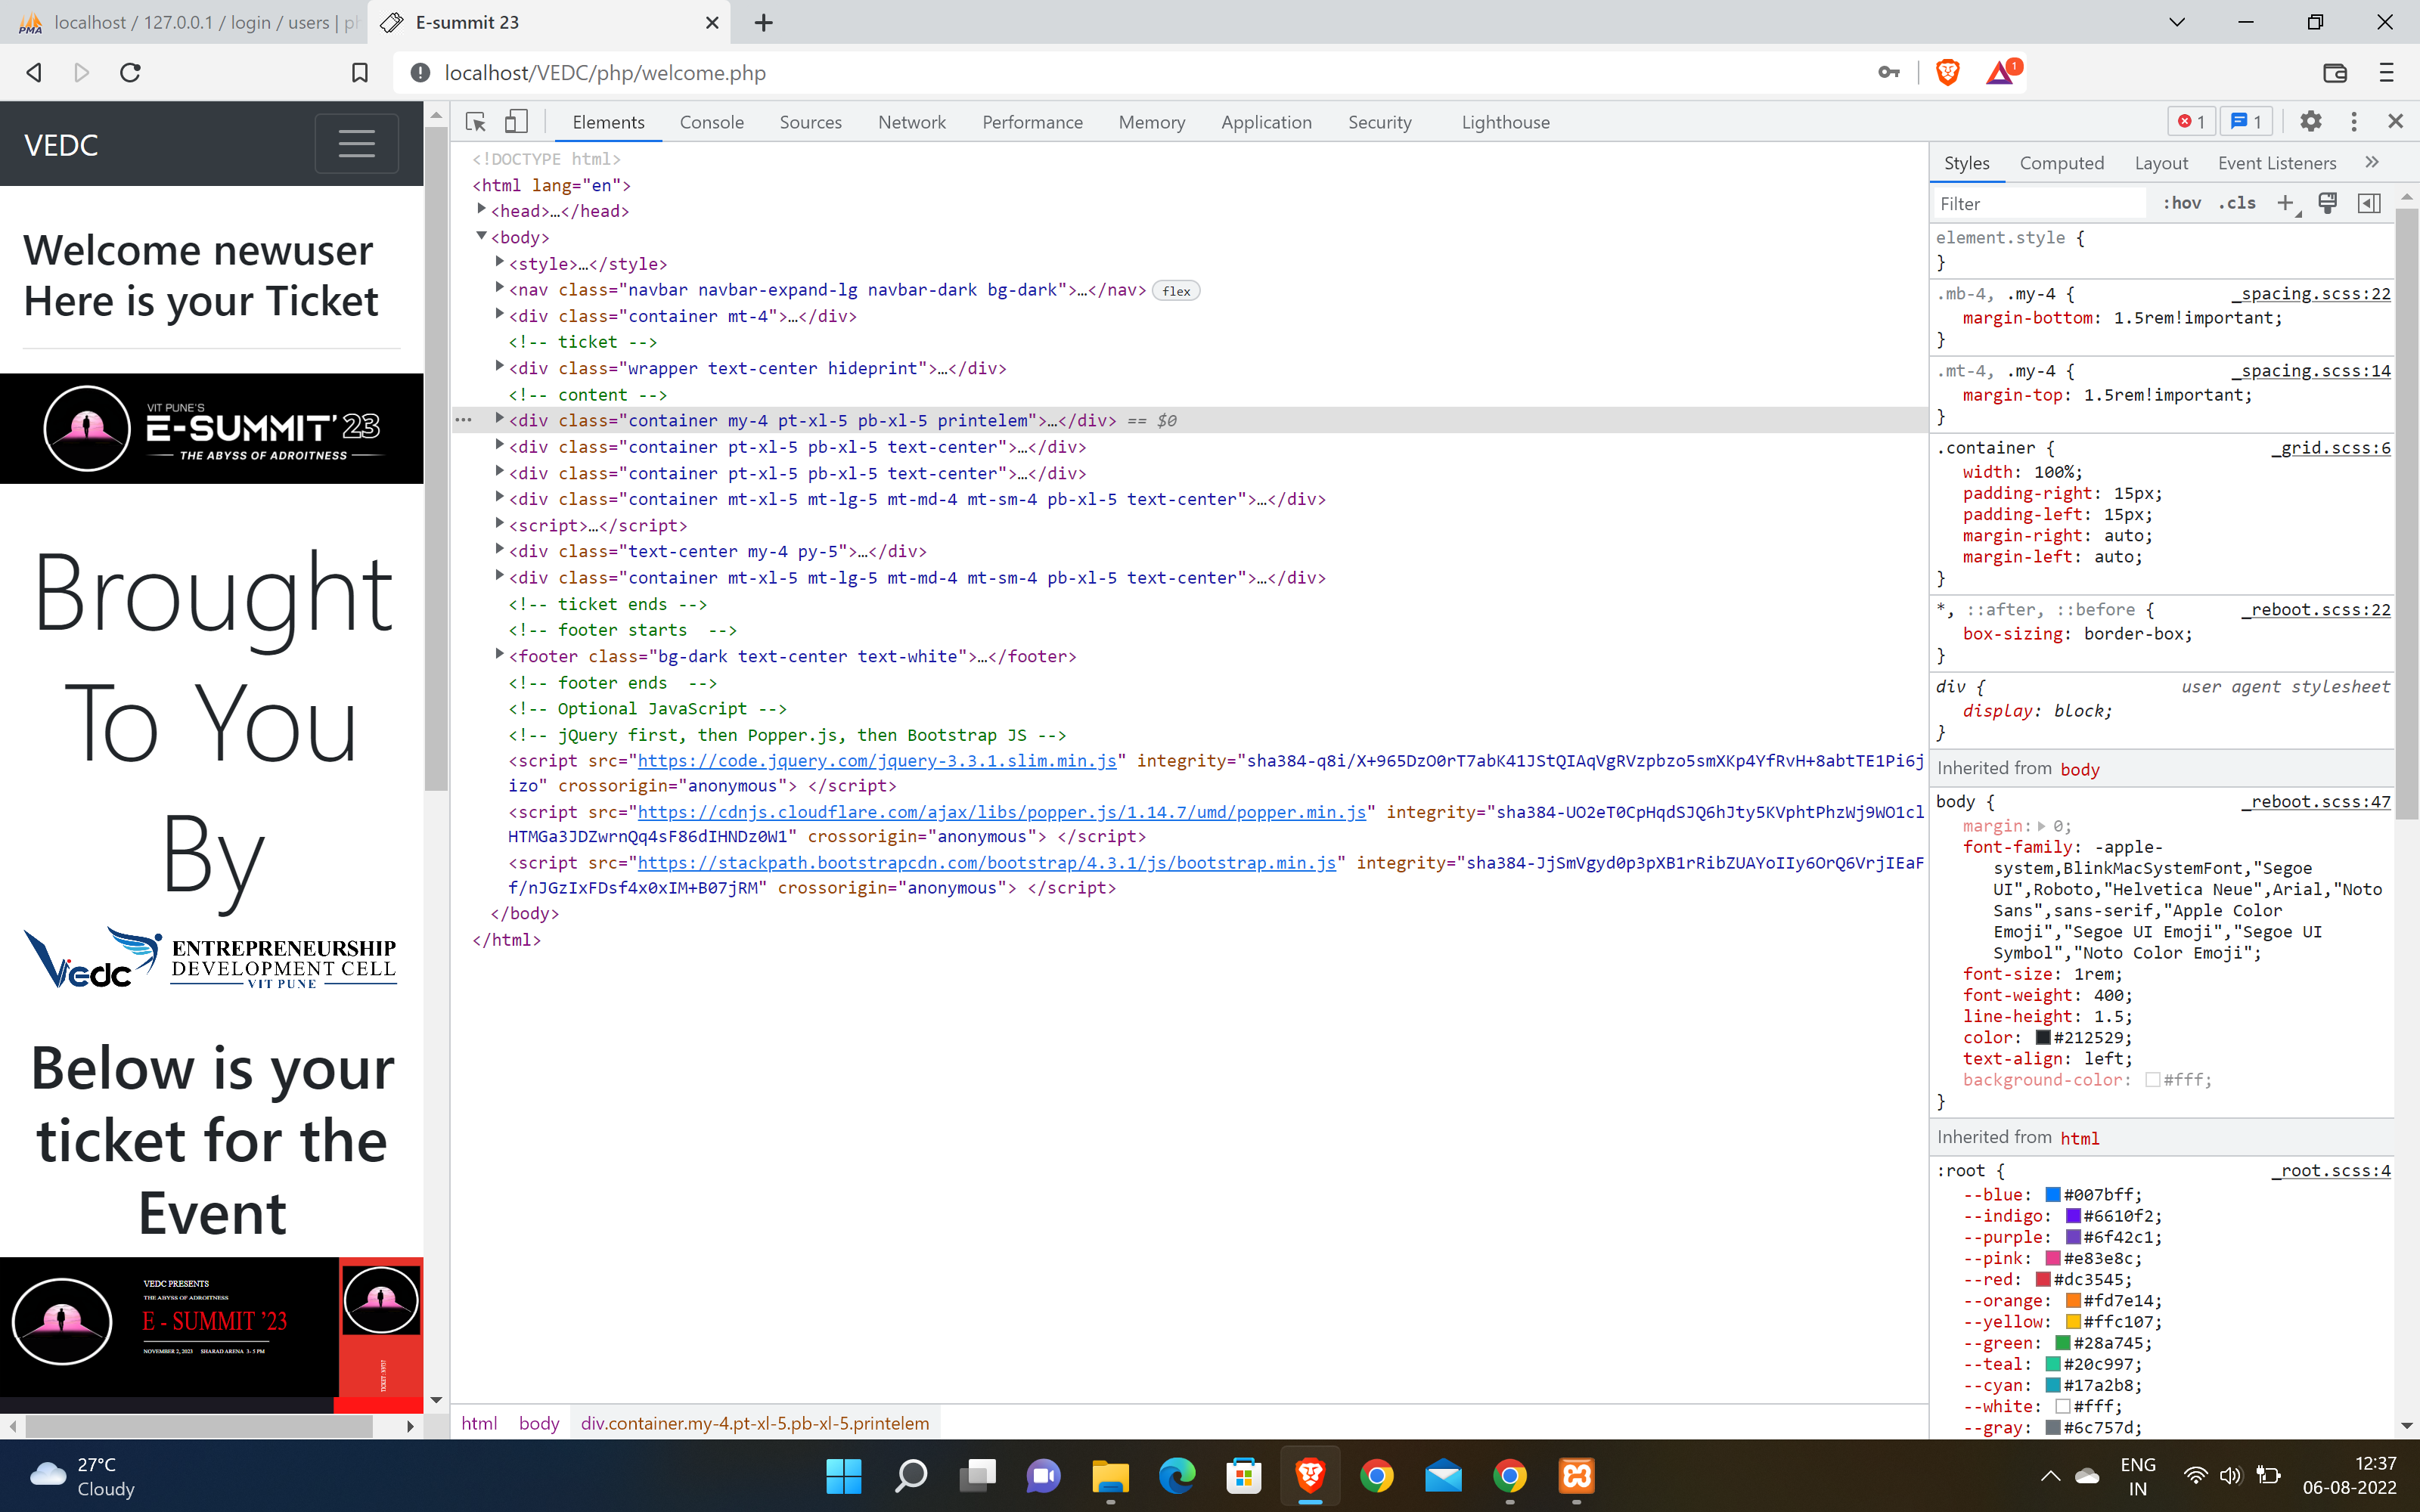 localhost / 127.0.0.1 / login / users | ph
E-summit 23
localhost/VEDC/php/welcome.php
1
VEDC
Welcome newuser
Here is your Ticket
VIT PUNE'S
E-SUMMIT'23
THE ABYSS OF ADROITNESS
Brought
To You
By
Vedc
ENTREPRENEURSHIP
DEVELOPMENT CELL
VIT PUNE
Below is your
ticket for the
Event
VEDC PRESENTS
THE ABYSS OF ADROITNESS
E - SUMMIT '23
NOVEMBER 2, 2023 SHARAD ARENA 3- 5 PM
Elements Console Sources Network Performance Memory Application Security Lighthouse 1 1
<!DOCTYPE html>
<html lang="en">
<head>…</head>
<body>
<style>…</style>
<nav class="navbar navbar-expand-lg navbar-dark bg-dark">…</nav> flex
<div class="container mt-4">…</div>
<!-- ticket -->
<div class="wrapper text-center hideprint">…</div>
<!-- content -->
<div class="container my-4 pt-xl-5 pb-xl-5 printelem">…</div> == $0
<div class="container pt-xl-5 pb-xl-5 text-center">…</div>
<div class="container pt-xl-5 pb-xl-5 text-center">…</div>
<div class="container mt-xl-5 mt-lg-5 mt-md-4 mt-sm-4 pb-xl-5 text-center">…</div>
<script>…</script>
<div class="text-center my-4 py-5">…</div>
<div class="container mt-xl-5 mt-lg-5 mt-md-4 mt-sm-4 pb-xl-5 text-center">…</div>
<!-- ticket ends -->
<!-- footer starts  -->
<footer class="bg-dark text-center text-white">…</footer>
<!-- footer ends  -->
<!-- Optional JavaScript -->
<!-- jQuery first, then Popper.js, then Bootstrap JS -->
<script src="https://code.jquery.com/jquery-3.3.1.slim.min.js" integrity="sha384-q8i/X+965DzO0rT7abK41JStQIAqVgRVzpbzo5smXKp4YfRvH+8abtTE1Pi6j
izo" crossorigin="anonymous"> </script>
<script src="https://cdnjs.cloudflare.com/ajax/libs/popper.js/1.14.7/umd/popper.min.js" integrity="sha384-UO2eT0CpHqdSJQ6hJty5KVphtPhzWj9WO1cl
HTMGa3JDZwrnQq4sF86dIHNDz0W1" crossorigin="anonymous"> </script>
<script src="https://stackpath.bootstrapcdn.com/bootstrap/4.3.1/js/bootstrap.min.js" integrity="sha384-JjSmVgyd0p3pXB1rRibZUAYoIIy6OrQ6VrjIEaF
f/nJGzIxFDsf4x0xIM+B07jRM" crossorigin="anonymous"> </script>
</body>
</html>
html body div.container.my-4.pt-xl-5.pb-xl-5.printelem
Styles Computed Layout Event Listeners
Filter :hov .cls
element.style {
}
.mb-4, .my-4 { _spacing.scss:22
margin-bottom: 1.5rem!important;
}
.mt-4, .my-4 { _spacing.scss:14
margin-top: 1.5rem!important;
}
.container { _grid.scss:6
width: 100%;
padding-right: 15px;
padding-left: 15px;
margin-right: auto;
margin-left: auto;
}
*, ::after, ::before { _reboot.scss:22
box-sizing: border-box;
}
div { user agent stylesheet
display: block;
}
Inherited from body
body { _reboot.scss:47
margin: 0;
font-family: -apple-
system,BlinkMacSystemFont,"Segoe
UI",Roboto,"Helvetica Neue",Arial,"Noto
Sans",sans-serif,"Apple Color
Emoji","Segoe UI Emoji","Segoe UI
Symbol","Noto Color Emoji";
font-size: 1rem;
font-weight: 400;
line-height: 1.5;
color: #212529;
text-align: left;
background-color: #fff;
}
Inherited from html
:root { _root.scss:4
--blue: #007bff;
--indigo: #6610f2;
--purple: #6f42c1;
--pink: #e83e8c;
--red: #dc3545;
--orange: #fd7e14;
--yellow: #ffc107;
--green: #28a745;
--teal: #20c997;
--cyan: #17a2b8;
--white: #fff;
--gray: #6c757d;
27°C
Cloudy
ENG
IN
12:37
06-08-2022